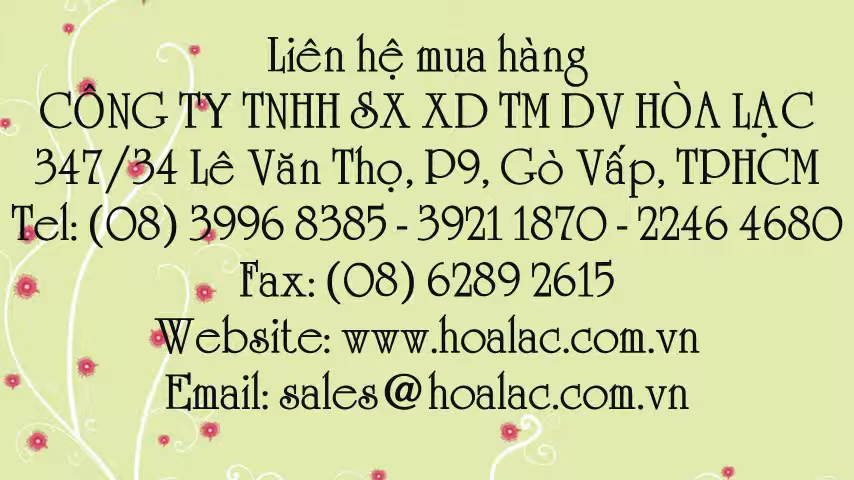 Liên hệ mua hàng
CÔNG TY TNHH SX XD TM DV HÒA LẠC
347/34 Lê Văn Thọ, P9, Gò Vấp, TPHCM
Tel: (08) 3996 8385 - 3921 1870 - 2246 4680
Fax: (08) 6289 2615
Website: www.hoalac.com.vn
Email: sales@hoalac.com.vn